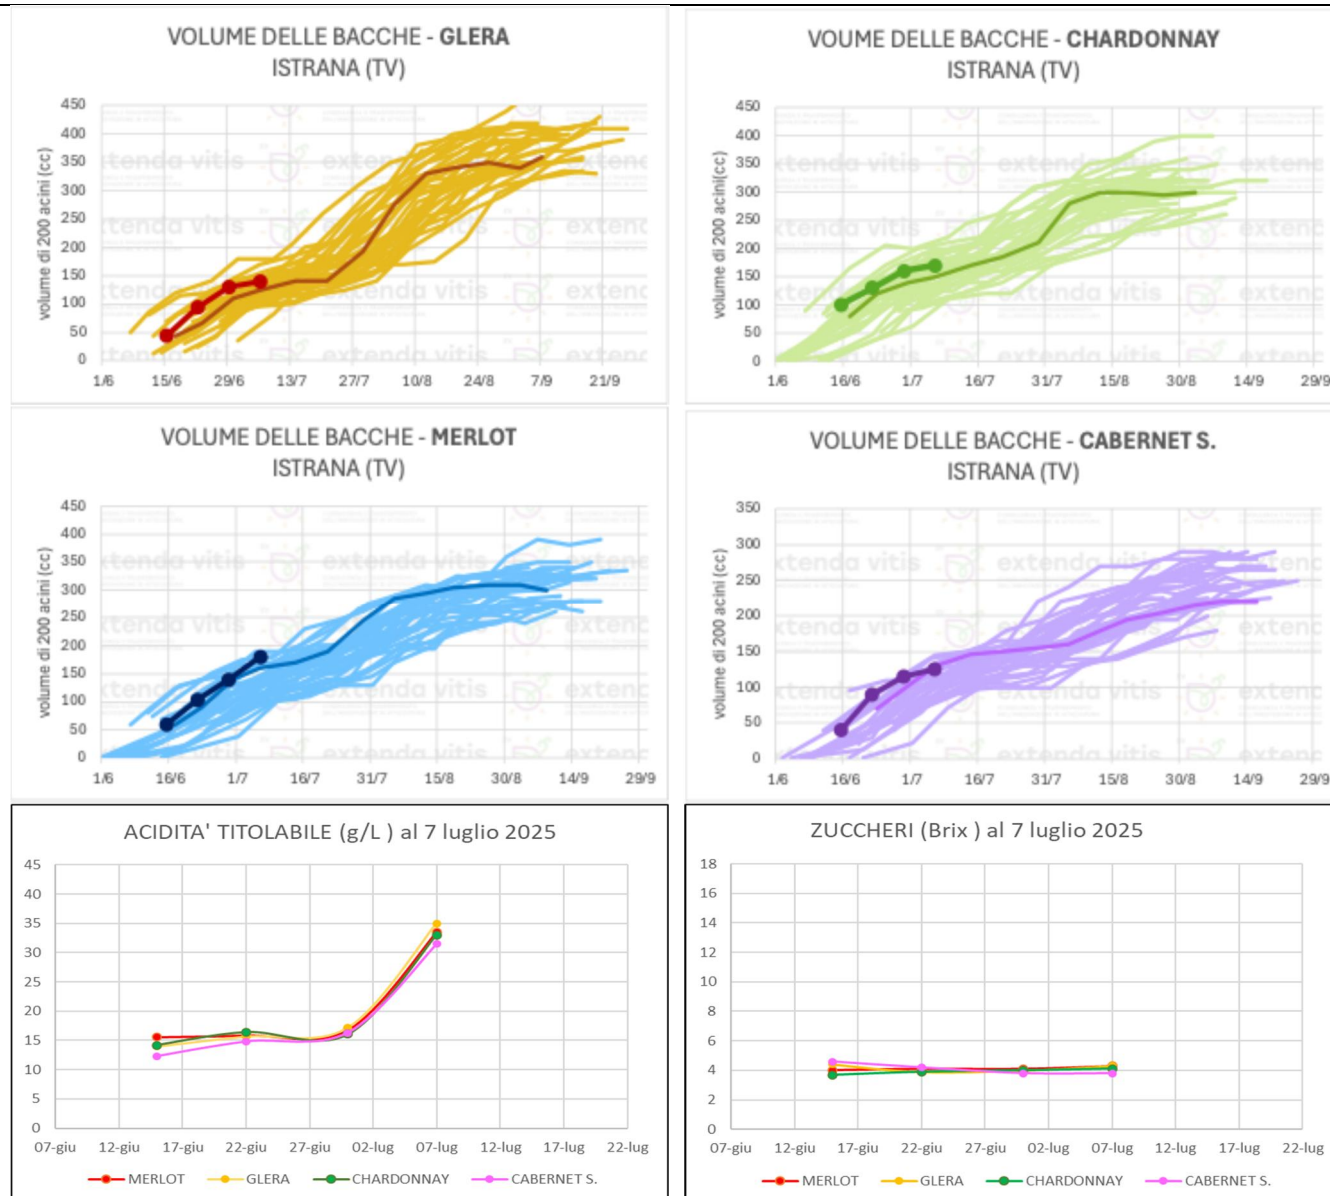 VOLUME DELLE BACCHE - GLERA
ISTRANA (TV)
volume di 200 acini (cc)
450
400
350
300
250
200
150
100
50
0
1/6 15/6 29/6 13/7 27/7 10/8 24/8 7/9 21/9
extenda vitis
VOUME DELLE BACCHE - CHARDONNAY
ISTRANA (TV)
volume di 200 acini(cc)
450
400
350
300
250
200
150
100
50
0
1/6 16/6 1/7 16/7 31/7 15/8 30/8 14/9 29/9
extenda vitis
VOLUME DELLE BACCHE - MERLOT
ISTRANA (TV)
volume di 200 acini (cc)
450
400
350
300
250
200
150
100
50
0
1/6 16/6 1/7 16/7 31/7 15/8 30/8 14/9 29/9
extenda vitis
VOLUME DELLE BACCHE - CABERNET S.
ISTRANA (TV)
volume di 200 acini (cc)
350
300
250
200
150
100
50
0
1/6 16/6 1/7 16/7 31/7 15/8 30/8 14/9 29/9
extenda vitis
ACIDITA' TITOLABILE (g/L ) al 7 luglio 2025
45
40
35
30
25
20
15
10
5
0
07-giu 12-giu 17-giu 22-giu 27-giu 02-lug 07-lug 12-lug 17-lug 22-lug
MERLOT GLERA CHARDONNAY CABERNET S.
ZUCCHERI (Brix ) al 7 luglio 2025
18
16
14
12
10
8
6
4
2
0
07-giu 12-giu 17-giu 22-giu 27-giu 02-lug 07-lug 12-lug 17-lug 22-lug
MERLOT GLERA CHARDONNAY CABERNET S.